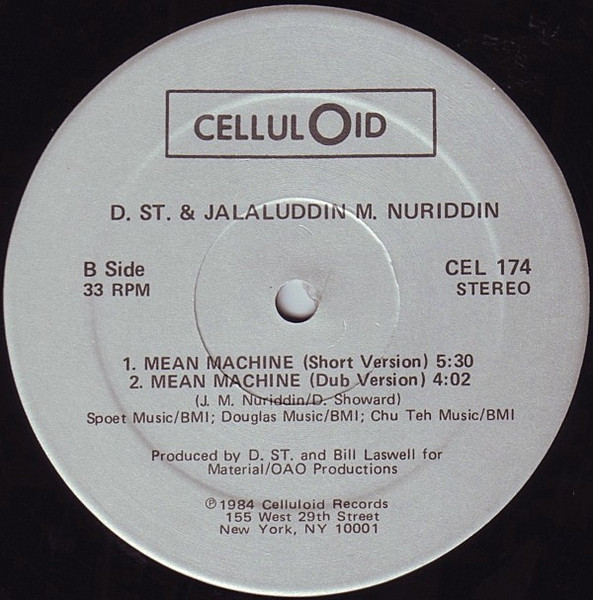 CELLULOID
D. ST. & JALALUDDIN M. NURIDDIN
B Side
33 RPM
CEL 174
STEREO
1. MEAN MACHINE (Short Version) 5:30
2. MEAN MACHINE (Dub Version) 4:02
(J. M. Nuriddin/D. Showard)
Spoet Music/BMI; Douglas Music/BMI; Chu Teh Music/BMI
Produced by D. ST. and Bill Laswell for
Material/OAO Productions
℗ 1984 Celluloid Records
155 West 29th Street
New York, NY 10001